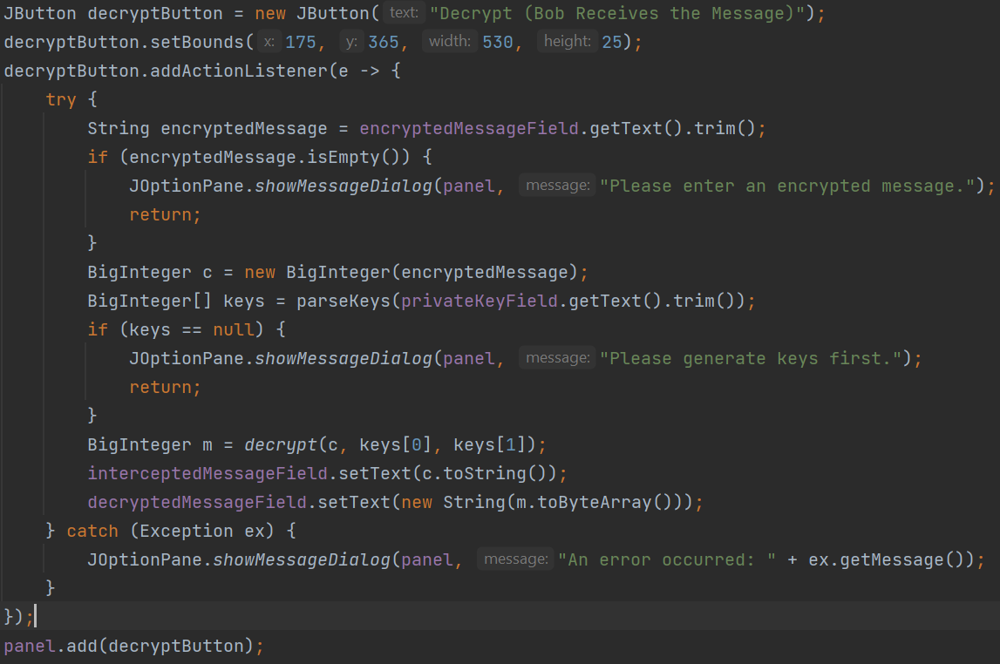 JButton decryptButton = new JButton( text: "Decrypt (Bob Receives the Message)");
decryptButton.setBounds( x: 175, y: 365, width: 530, height: 25);
decryptButton.addActionListener(e -> {
    try {
        String encryptedMessage = encryptedMessageField.getText().trim();
        if (encryptedMessage.isEmpty()) {
            JOptionPane.showMessageDialog(panel, message: "Please enter an encrypted message.");
            return;
        }
        BigInteger c = new BigInteger(encryptedMessage);
        BigInteger[] keys = parseKeys(privateKeyField.getText().trim());
        if (keys == null) {
            JOptionPane.showMessageDialog(panel, message: "Please generate keys first.");
            return;
        }
        BigInteger m = decrypt(c, keys[0], keys[1]);
        interceptedMessageField.setText(c.toString());
        decryptedMessageField.setText(new String(m.toByteArray()));
    } catch (Exception ex) {
        JOptionPane.showMessageDialog(panel, message: "An error occurred: " + ex.getMessage());
    }
});
panel.add(decryptButton);